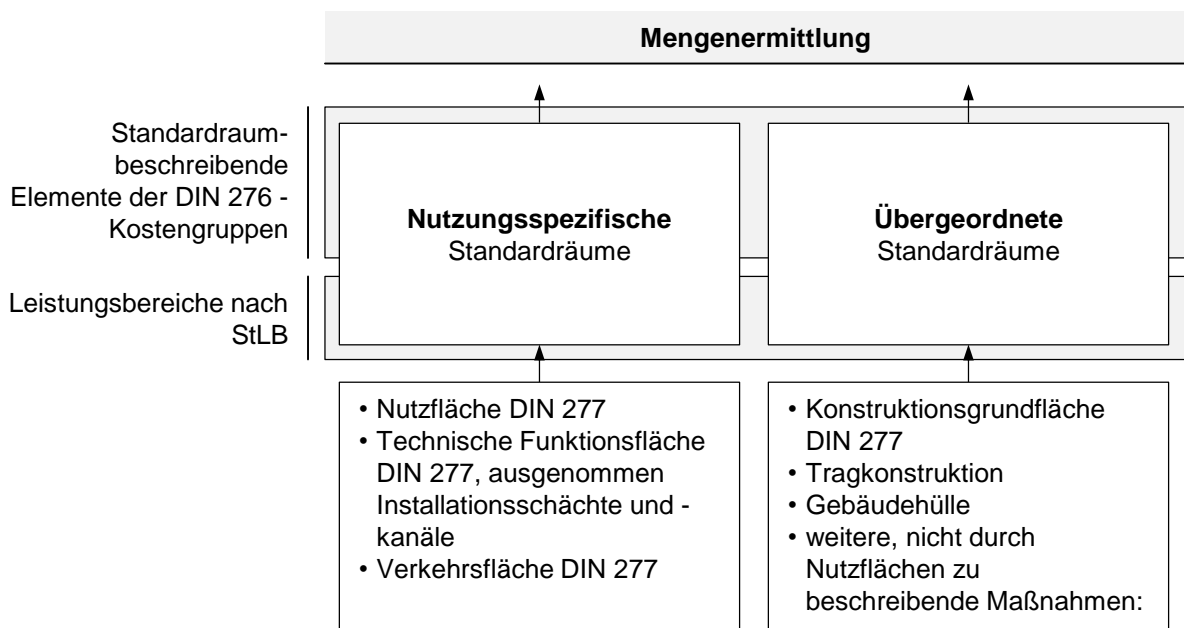 Mengenermittlung
Standardraum-
beschreibende
Elemente der DIN 276 -
Kostengruppen
Nutzungsspezifische
Standardräume
Übergeordnete
Standardräume
Leistungsbereiche nach
StLB
• Nutzfläche DIN 277
• Technische Funktionsfläche
DIN 277, ausgenommen
Installationsschächte und -
kanäle
• Verkehrsfläche DIN 277
• Konstruktionsgrundfläche
DIN 277
• Tragkonstruktion
• Gebäudehülle
• weitere, nicht durch
Nutzflächen zu
beschreibende Maßnahmen: